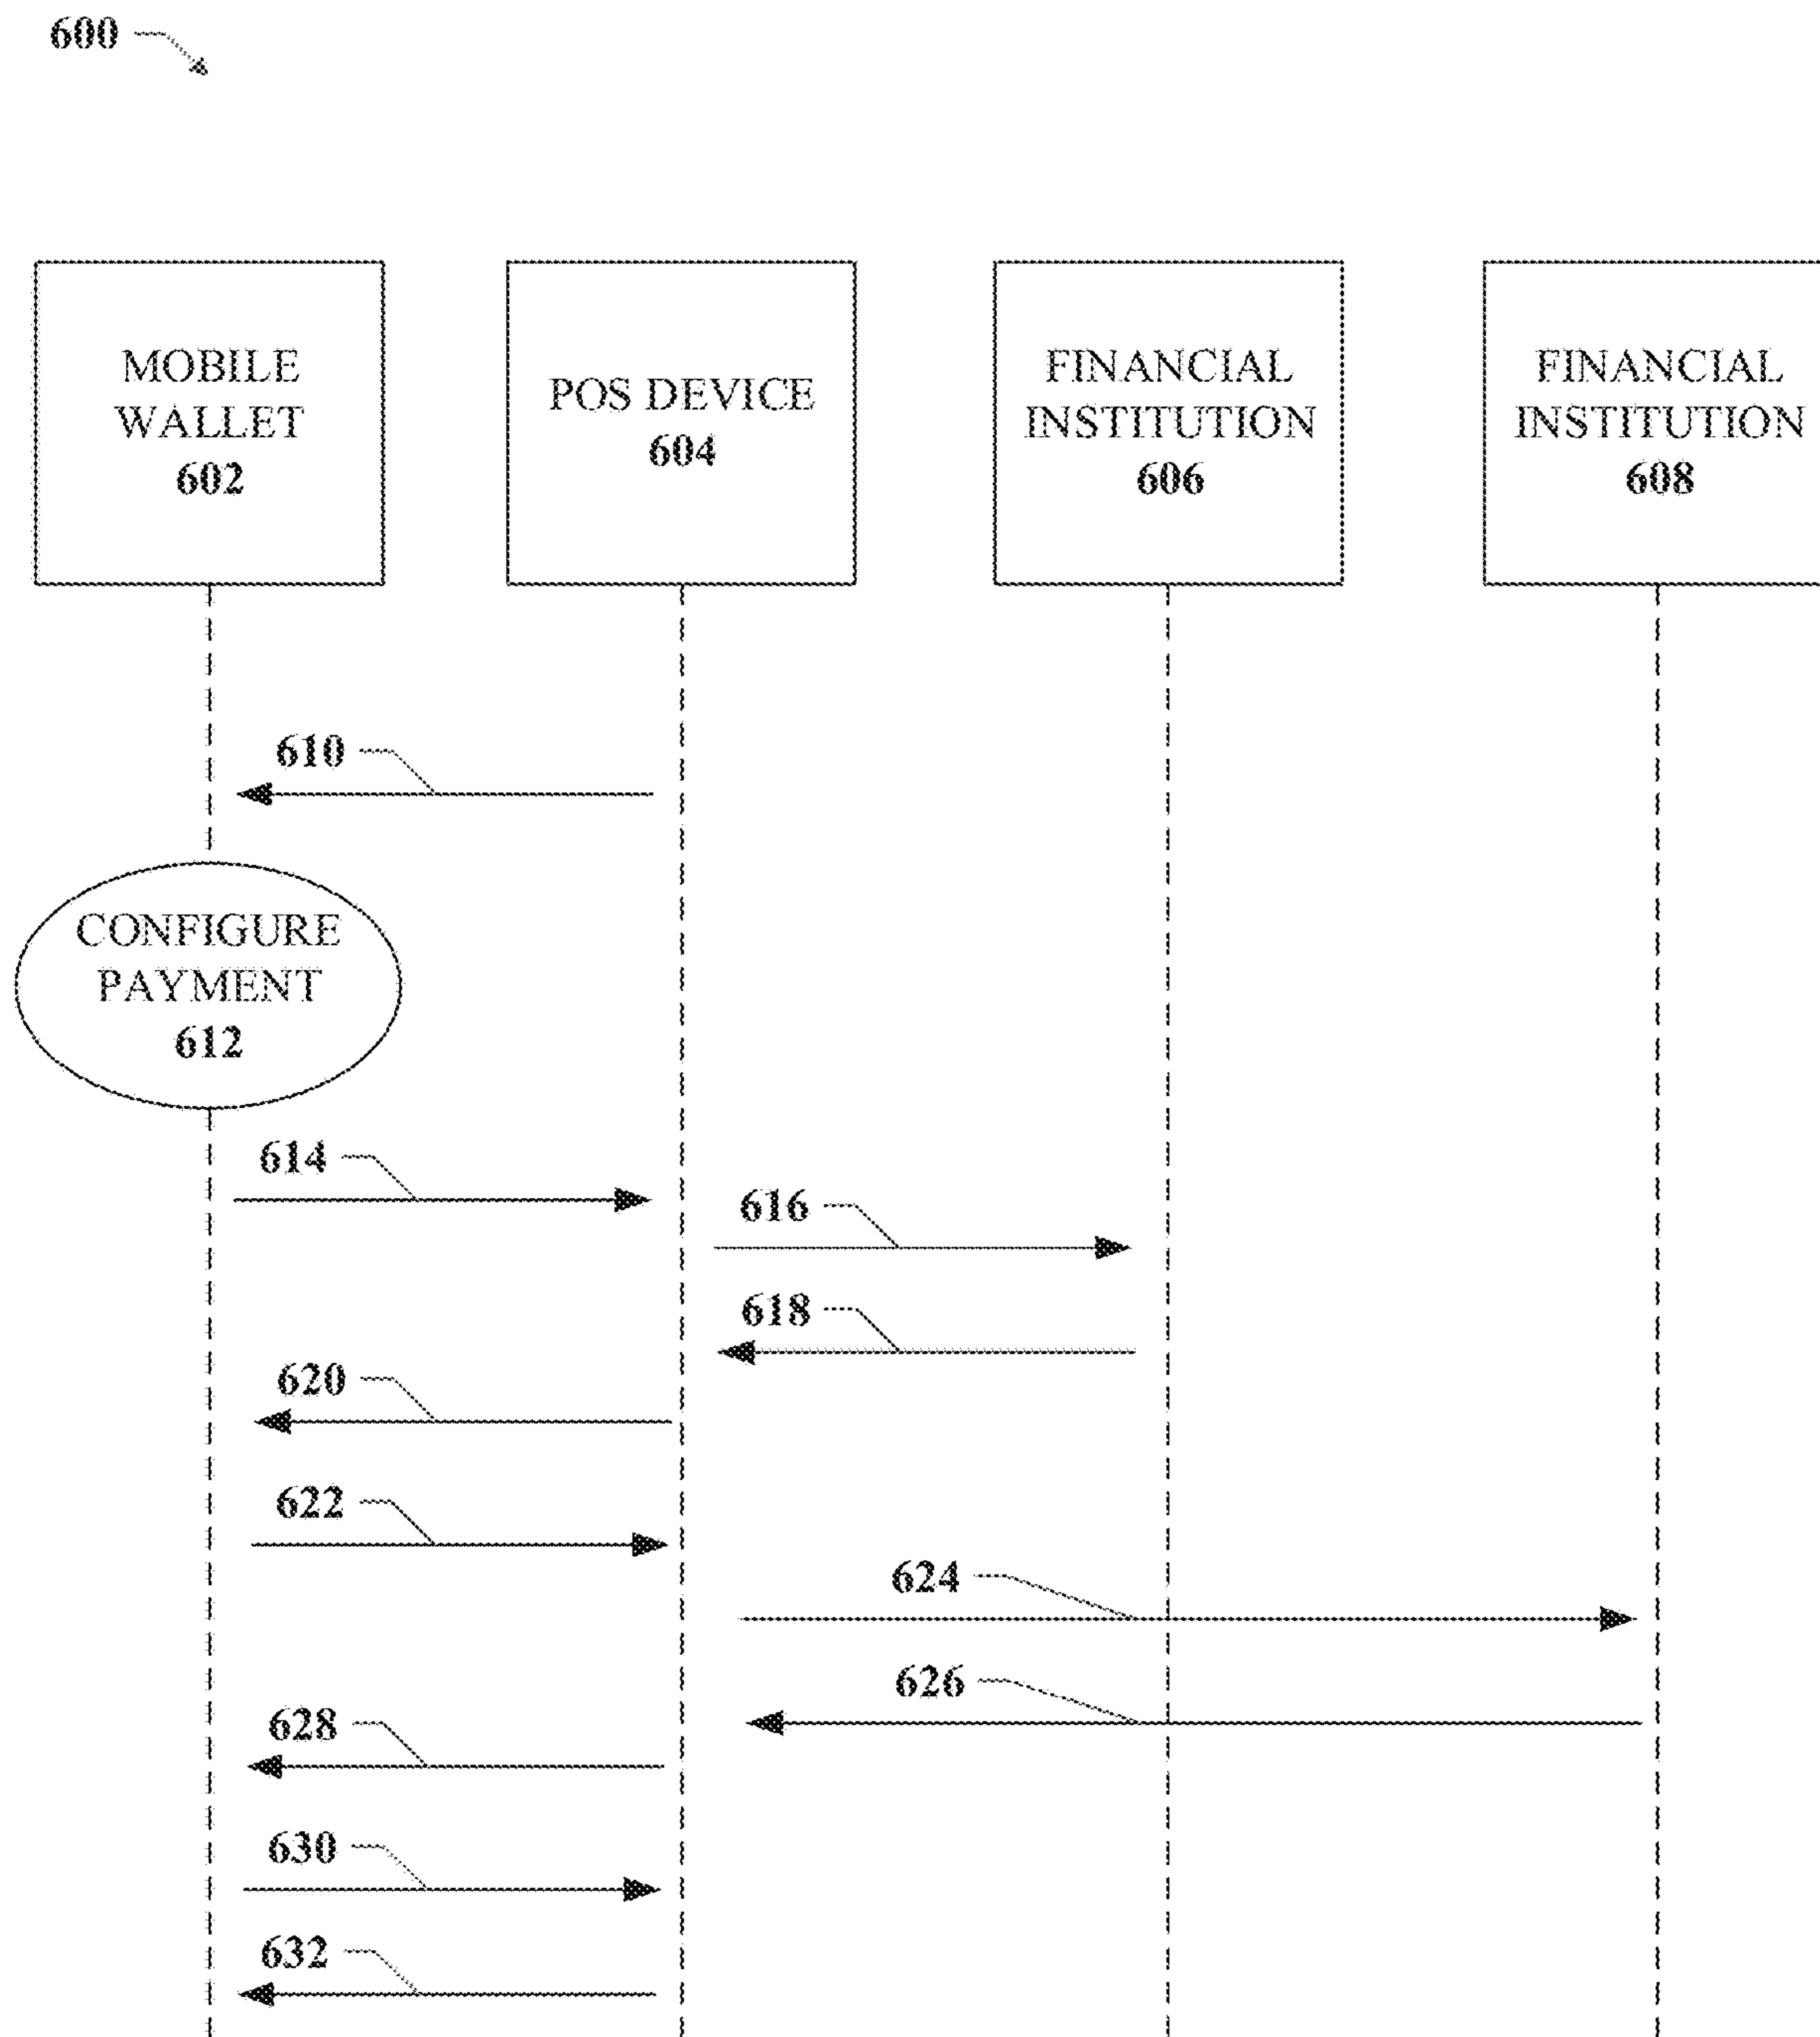 600
MOBILE
WALLET
602
POS DEVICE
604
FINANCIAL
INSTITUTION
606
FINANCIAL
INSTITUTION
608
610
CONFIGURE
PAYMENT
612
614
616
618
620
622
624
626
628
630
632